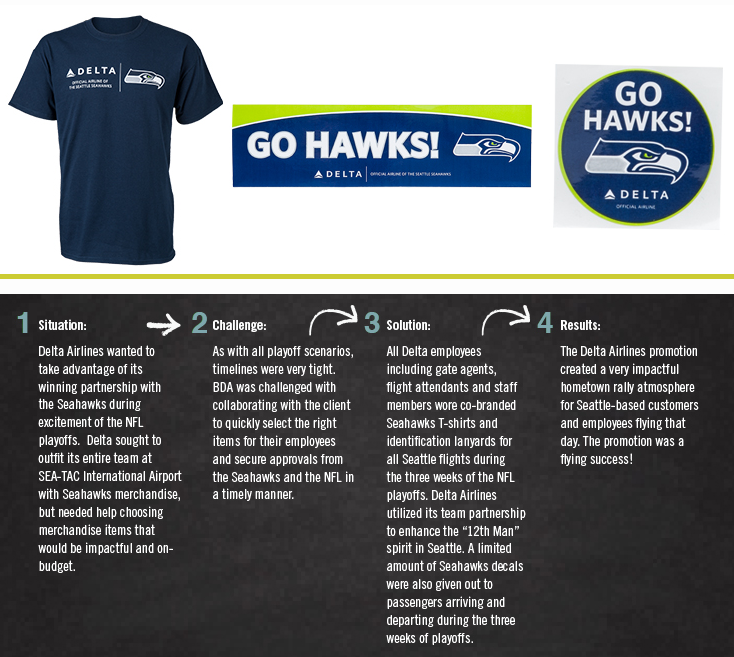 DELTA
OFFICIAL AIRLINE OF
THE SEATTLE SEAHAWKS
GO HAWKS!
DELTA
OFFICIAL AIRLINE OF THE SEATTLE SEAHAWKS
GO
HAWKS!
DELTA
OFFICIAL AIRLINE
1 Situation:
Delta Airlines wanted to
take advantage of its
winning partnership with
the Seahawks during
excitement of the NFL
playoffs.  Delta sought to
outfit its entire team at
SEA-TAC International Airport
with Seahawks merchandise,
but needed help choosing
merchandise items that
would be impactful and on-
budget.
2 Challenge:
As with all playoff scenarios,
timelines were very tight.
BDA was challenged with
collaborating with the client
to quickly select the right
items for their employees
and secure approvals from
the Seahawks and the NFL in
a timely manner.
3 Solution:
All Delta employees
including gate agents,
flight attendants and staff
members wore co-branded
Seahawks T-shirts and
identification lanyards for
all Seattle flights during
the three weeks of the NFL
playoffs. Delta Airlines
utilized its team partnership
to enhance the “12th Man”
spirit in Seattle. A limited
amount of Seahawks decals
were also given out to
passengers arriving and
departing during the three
weeks of playoffs.
4 Results:
The Delta Airlines promotion
created a very impactful
hometown rally atmosphere
for Seattle-based customers
and employees flying that
day. The promotion was a
flying success!